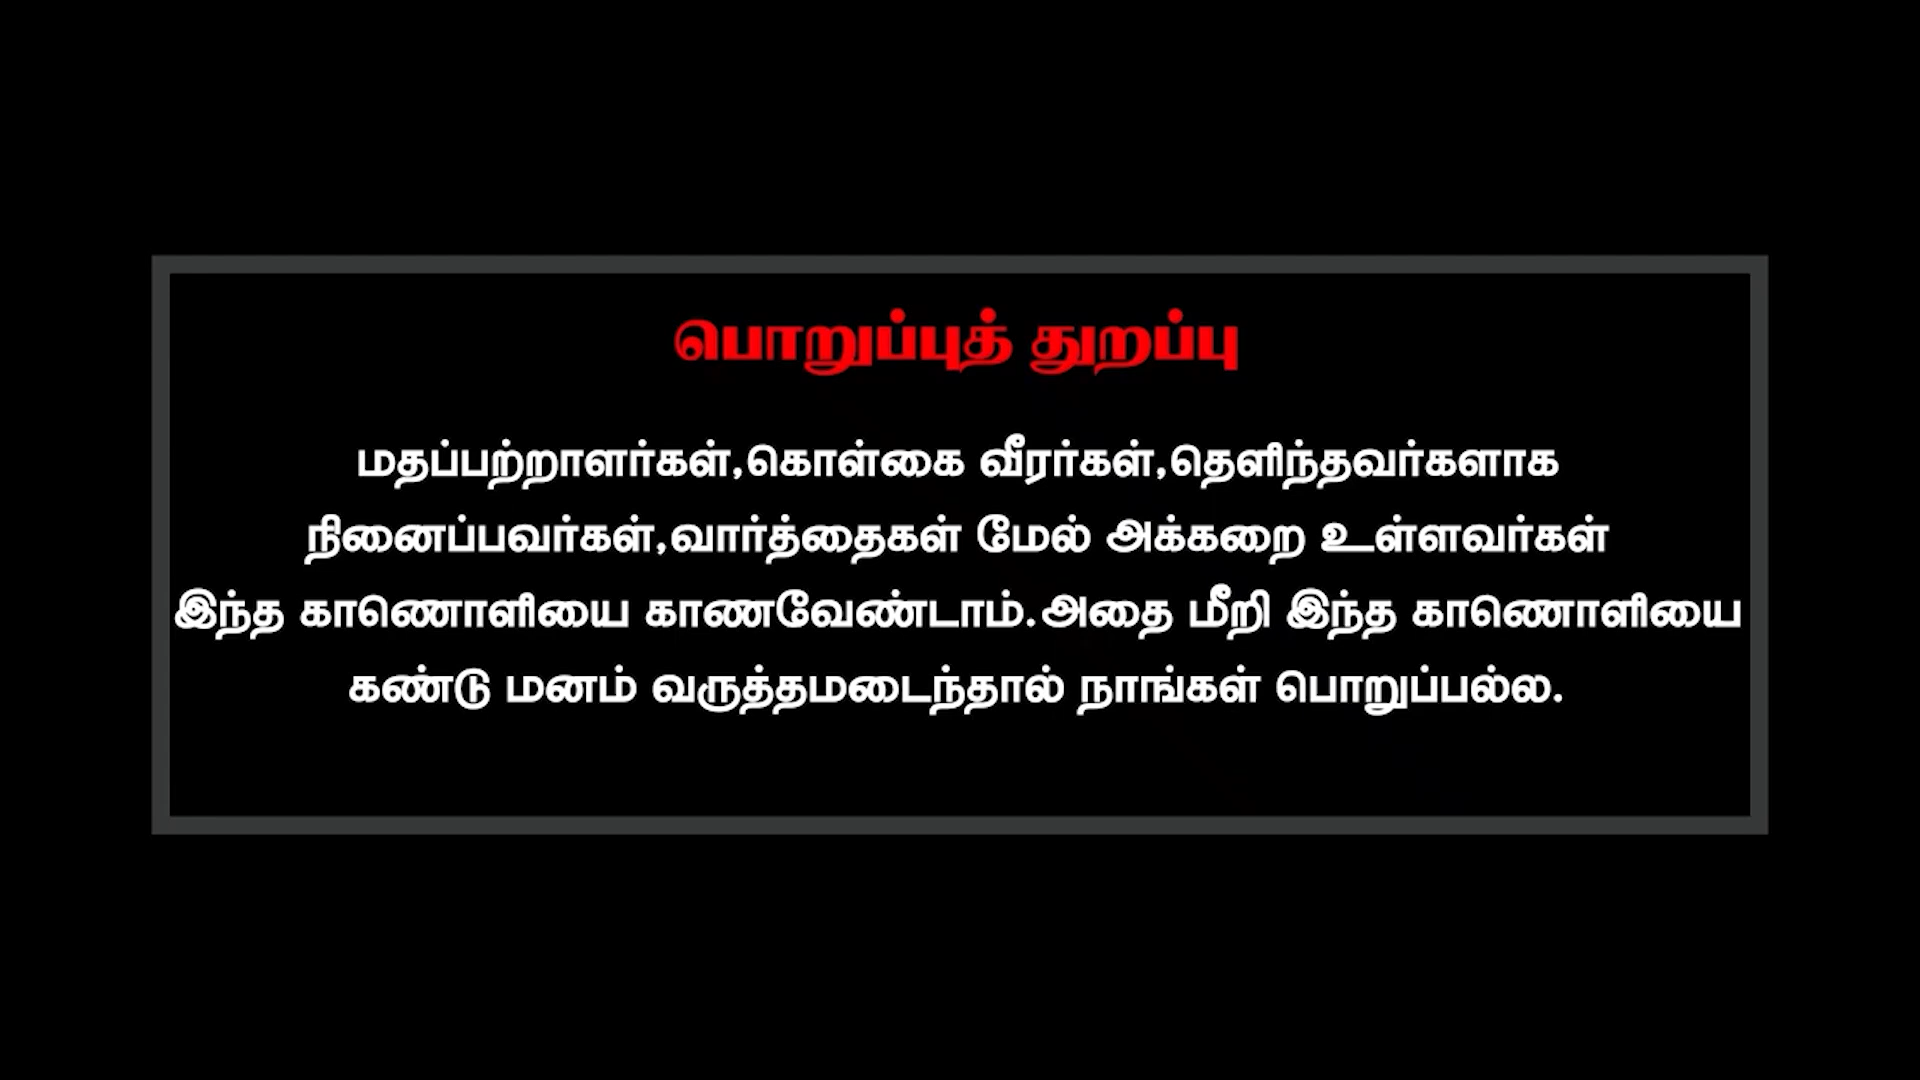 பொறுப்புத் துறப்பு
மதப்பற்றாளர்கள்,கொள்கை வீரர்கள்,தெளிந்தவர்களாக
நினைப்பவர்கள்,வார்த்தைகள் மேல் அக்கறை உள்ளவர்கள்
இந்த காணொளியை காணவேண்டாம்.அதை மீறி இந்த காணொளியை
கண்டு மனம் வருத்தமடைந்தால் நாங்கள் பொறுப்பல்ல.